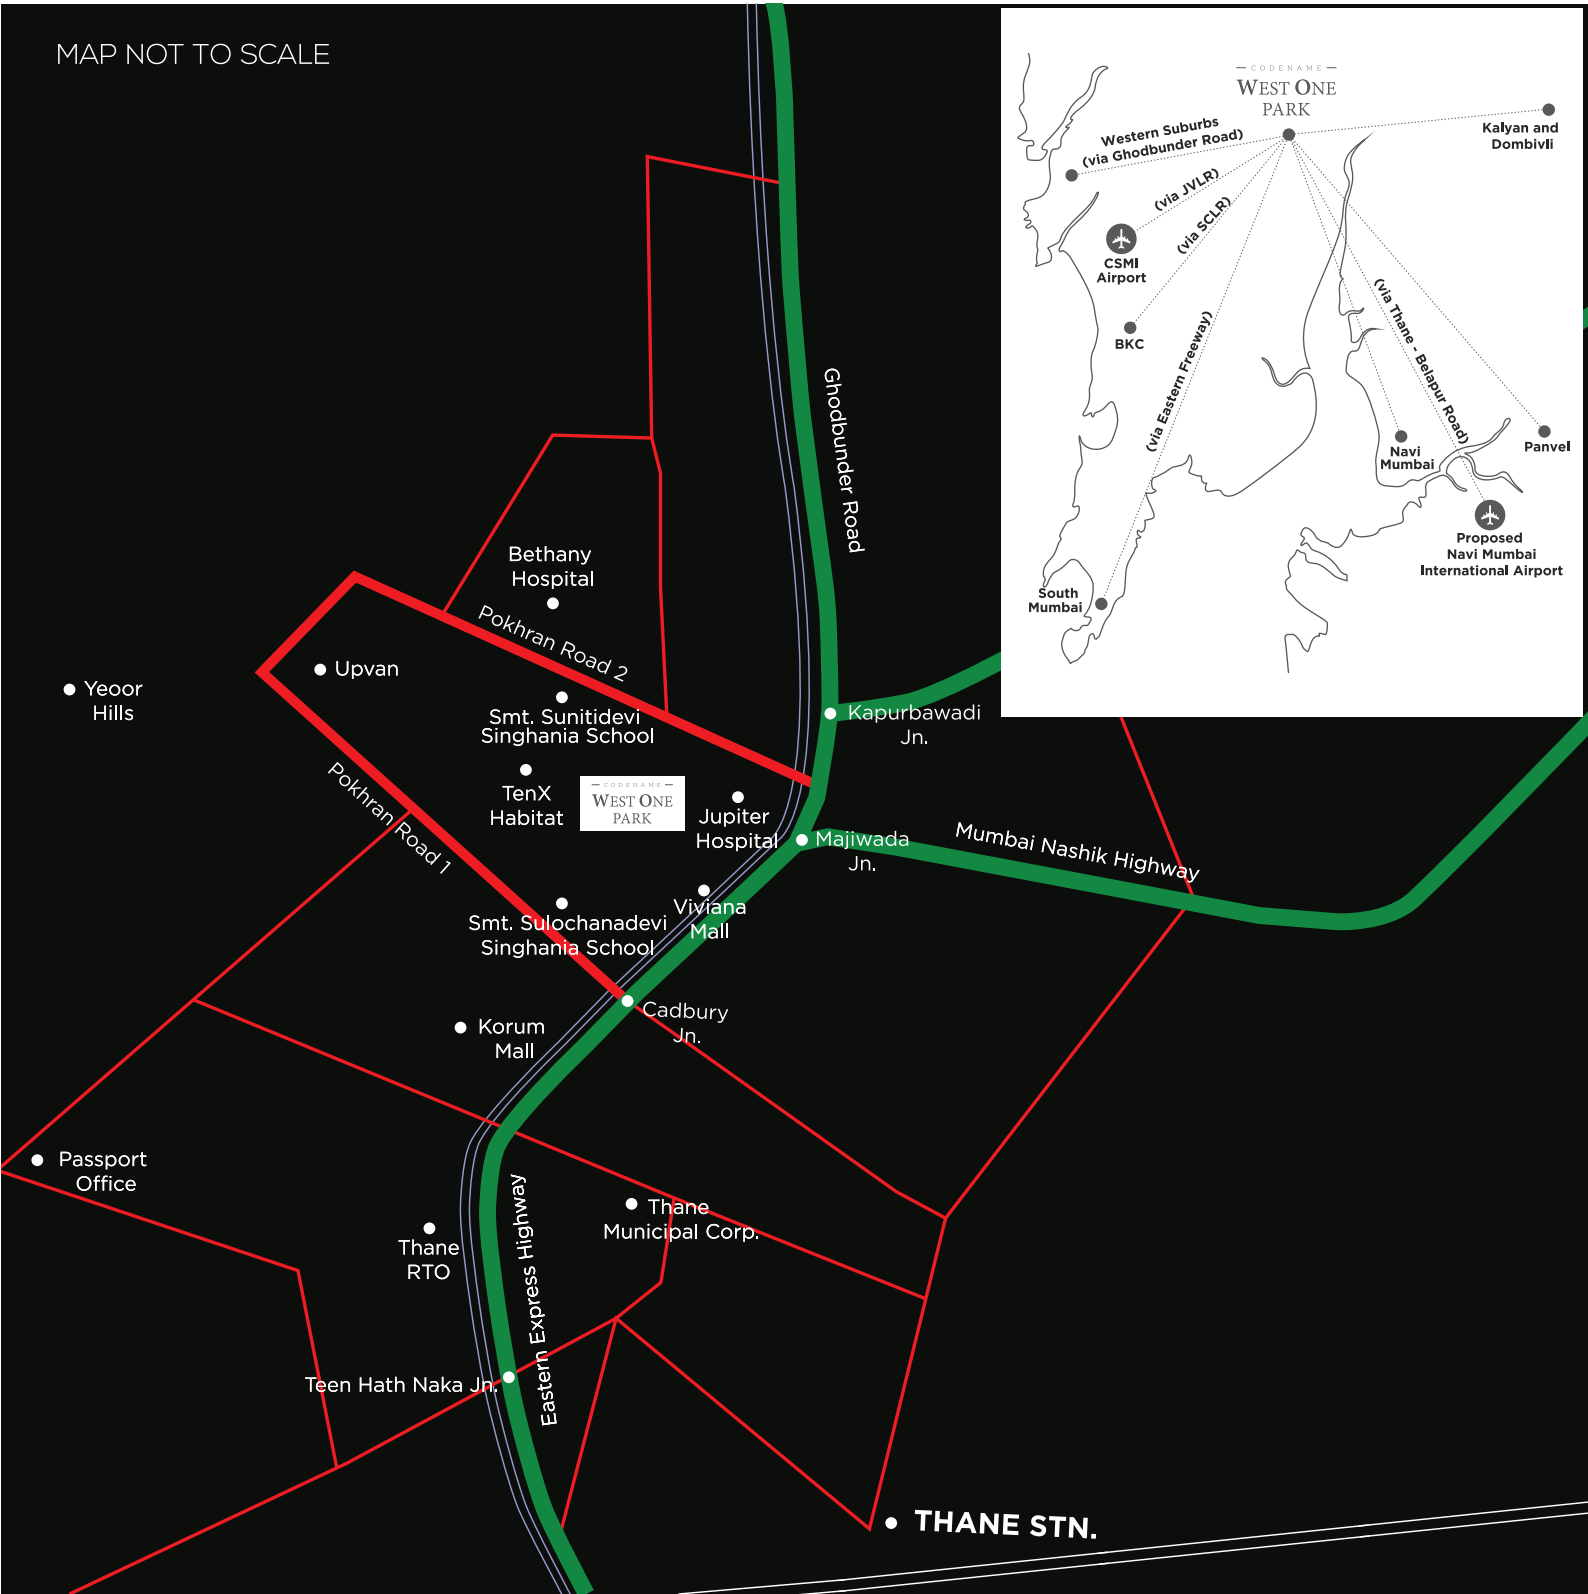 MAP NOT TO SCALE
CODENAME
WEST ONE
PARK
Western Suburbs
(via Ghodbunder Road)
Kalyan and
Dombivli
(via JVLR)
(via SCLR)
CSMI
Airport
BKC
(via Eastern Freeway)
(via Thane - Belapur Road)
Navi
Mumbai
Panvel
Proposed
Navi Mumbai
International Airport
South
Mumbai
Ghodbunder Road
Bethany
Hospital
Pokhran Road 2
Upvan
Yeoor
Hills
Smt. Sunitidevi
Singhania School
Kapurbawadi
Jn.
Pokhran Road 1
TenX
Habitat
CODENAME
WEST ONE
PARK
Jupiter
Hospital
Majiwada
Jn.
Mumbai Nashik Highway
Viviana
Mall
Smt. Sulochanadevi
Singhania School
Cadbury
Jn.
Korum
Mall
Passport
Office
Thane
Municipal Corp.
Thane
RTO
Eastern Express Highway
Teen Hath Naka Jn.
THANE STN.